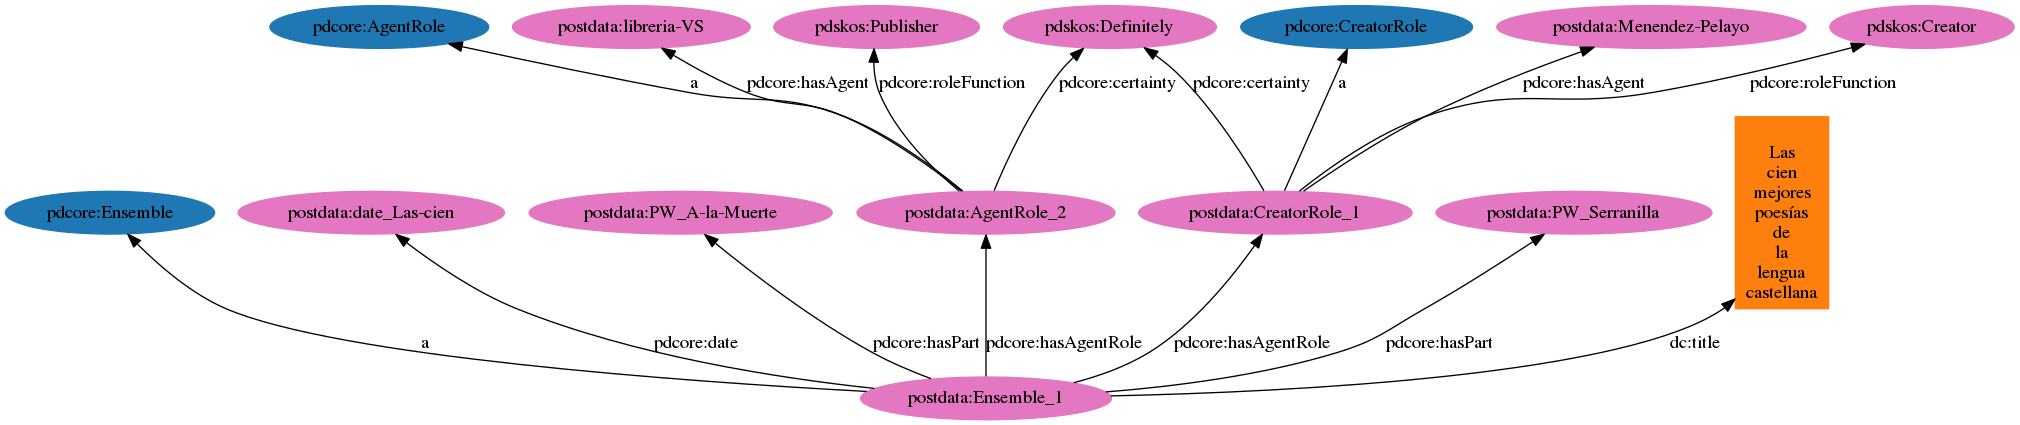 pdcore:AgentRole
postdata:libreria-VS
pdskos:Publisher
pdskos:Definitely
pdcore:CreatorRole
postdata:Menendez-Pelayo
pdskos:Creator
a
pdcore:hasAgent
pdcore:roleFunction
pdcore:certainty
pdcore:certainty
a
pdcore:hasAgent
pdcore:roleFunction
pdcore:Ensemble
postdata:date_Las-cien
postdata:PW_A-la-Muerte
postdata:AgentRole_2
postdata:CreatorRole_1
postdata:PW_Serranilla
Las
cien
mejores
poesías
de
la
lengua
castellana
a
pdcore:date
pdcore:hasPart
pdcore:hasAgentRole
pdcore:hasAgentRole
pdcore:hasPart
dc:title
postdata:Ensemble_1